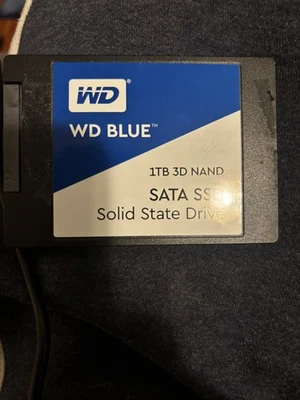 WD®
WD BLUE™
1TB 3D NAND
SATA SSD
Solid State Drive